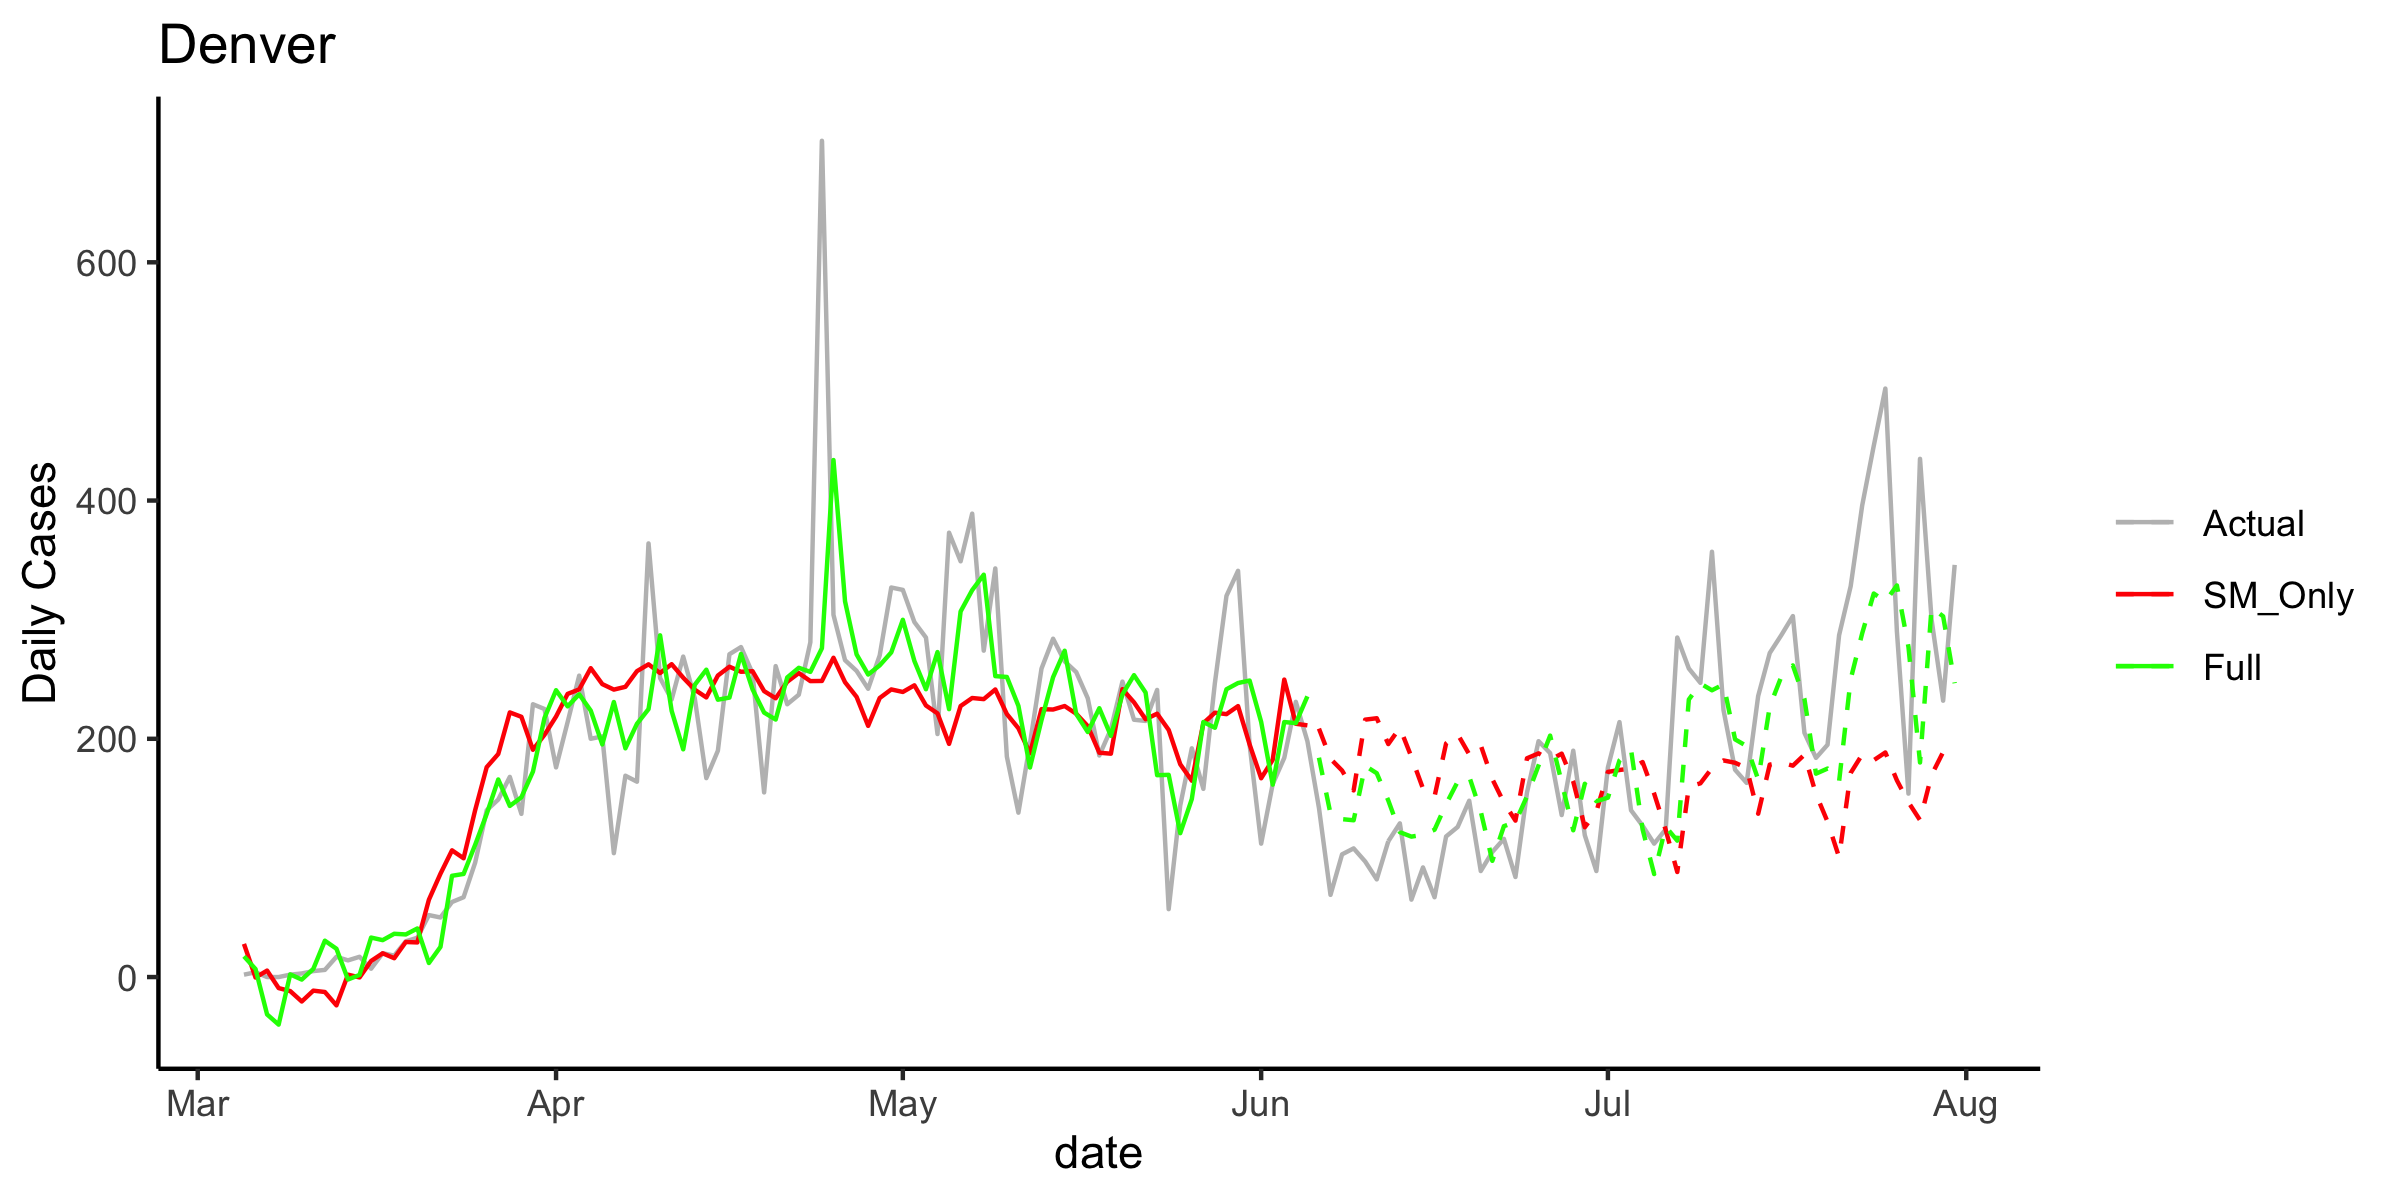 Denver
Daily Cases
600
400
200
0
Mar
Apr
May
Jun
Jul
Aug
date
Actual
SM_Only
Full